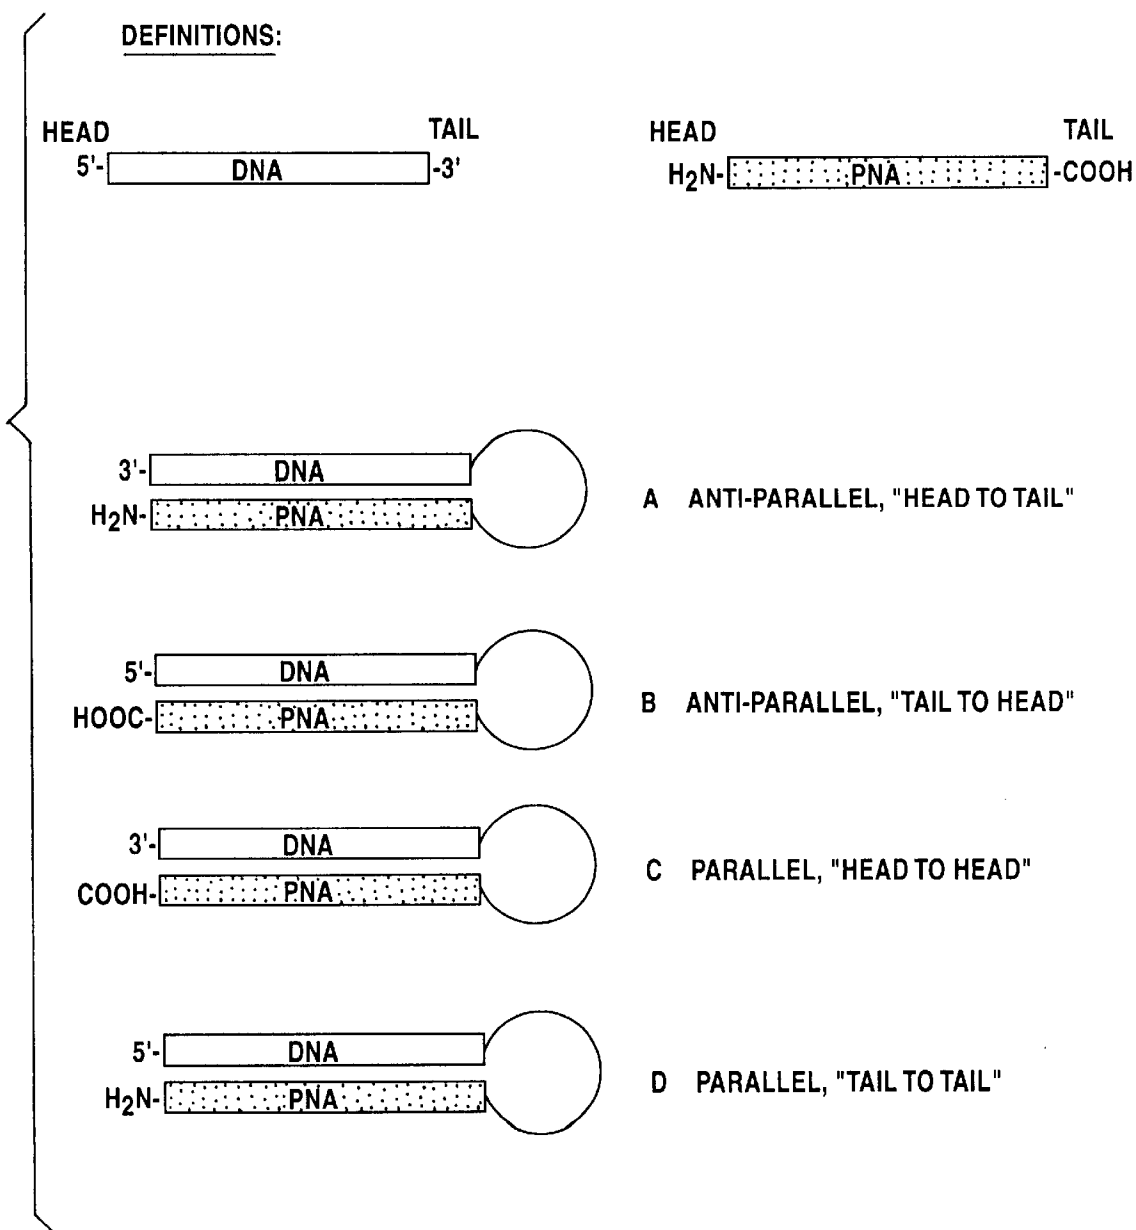 DEFINITIONS:
HEAD TAIL
5'- DNA -3'
HEAD TAIL
H₂N- PNA -COOH
3'- DNA
H₂N- PNA
A ANTI-PARALLEL, "HEAD TO TAIL"
5'- DNA
HOOC- PNA
B ANTI-PARALLEL, "TAIL TO HEAD"
3'- DNA
COOH- PNA
C PARALLEL, "HEAD TO HEAD"
5'- DNA
H₂N- PNA
D PARALLEL, "TAIL TO TAIL"